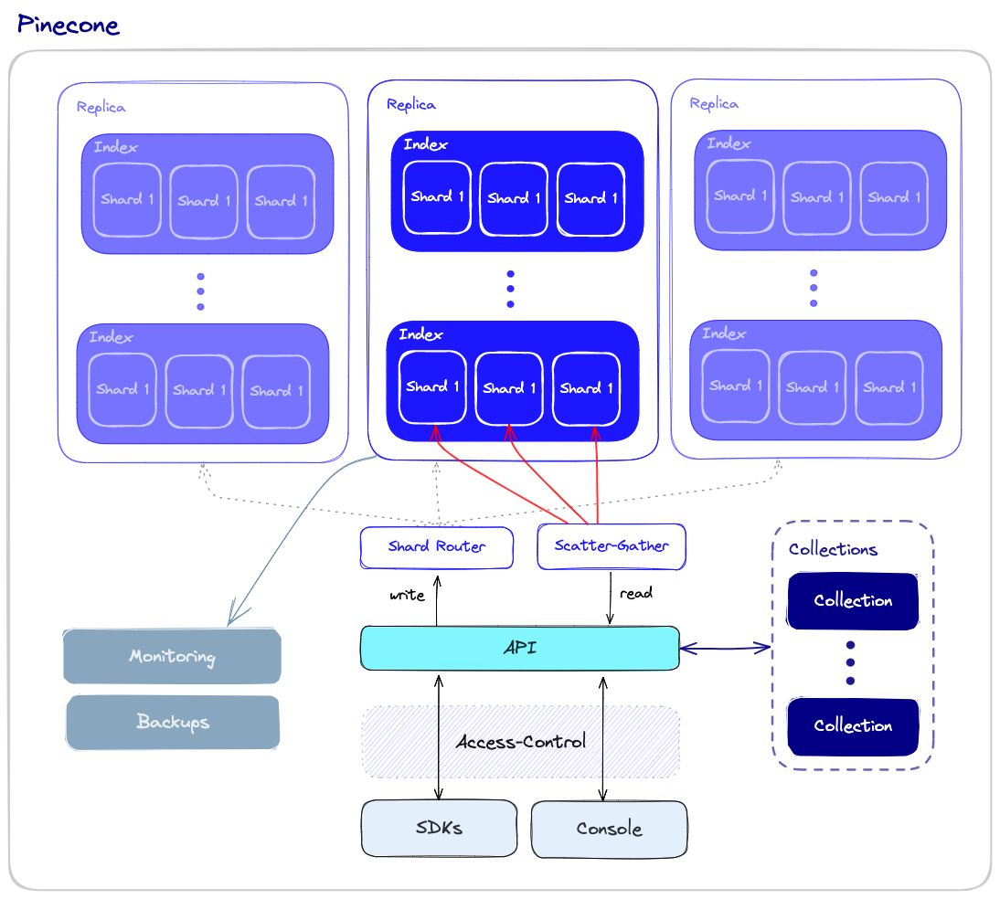 Pinecone
Replica
Index
Shard 1
Shard 1
Shard 1
Index
Shard 1
Shard 1
Shard 1
Replica
Index
Shard 1
Shard 1
Shard 1
Index
Shard 1
Shard 1
Shard 1
Replica
Index
Shard 1
Shard 1
Shard 1
Index
Shard 1
Shard 1
Shard 1
Shard Router
Scatter-Gather
write
read
API
Collections
Collection
Collection
Monitoring
Backups
Access-Control
SDKs
Console